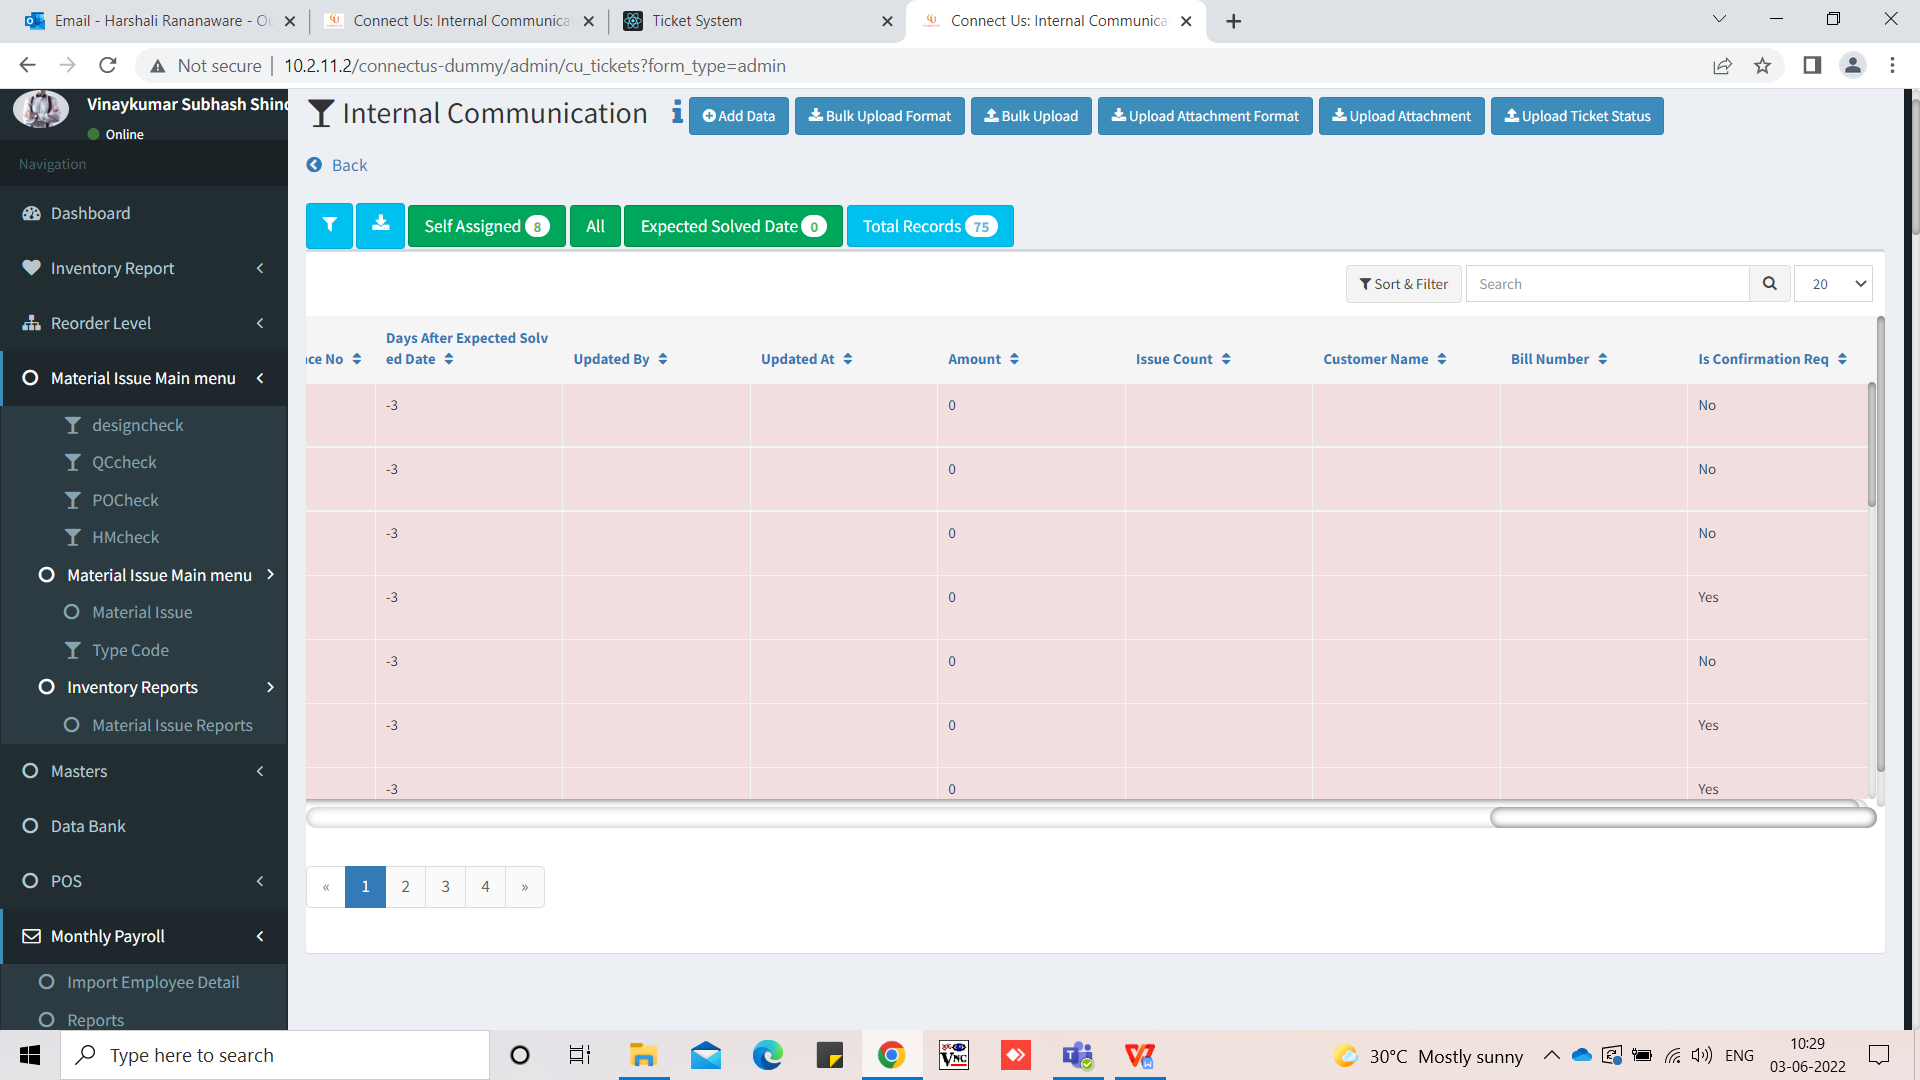 Email - Harshali Rananaware - Ou
Connect Us: Internal Communica
Ticket System
Connect Us: Internal Communica
Not secure
10.2.11.2/connectus-dummy/admin/cu_tickets?form_type=admin
Vinaykumar Subhash Shind
Online
Navigation
Dashboard
Inventory Report
Reorder Level
Material Issue Main menu
designcheck
QCcheck
POCheck
HMcheck
Material Issue Main menu
Material Issue
Type Code
Inventory Reports
Material Issue Reports
Masters
Data Bank
POS
Monthly Payroll
Import Employee Detail
Reports
Internal Communication
Add Data
Bulk Upload Format
Bulk Upload
Upload Attachment Format
Upload Attachment
Upload Ticket Status
Back
Self Assigned 8
All
Expected Solved Date 0
Total Records 75
Sort & Filter
Search
20
nce No
Days After Expected Solv
ed Date
Updated By
Updated At
Amount
Issue Count
Customer Name
Bill Number
Is Confirmation Req
-3 0 No
-3 0 No
-3 0 No
-3 0 Yes
-3 0 No
-3 0 Yes
-3 0 Yes
« 1 2 3 4 »
Type here to search
VNC
30°C Mostly sunny
ENG
10:29
03-06-2022